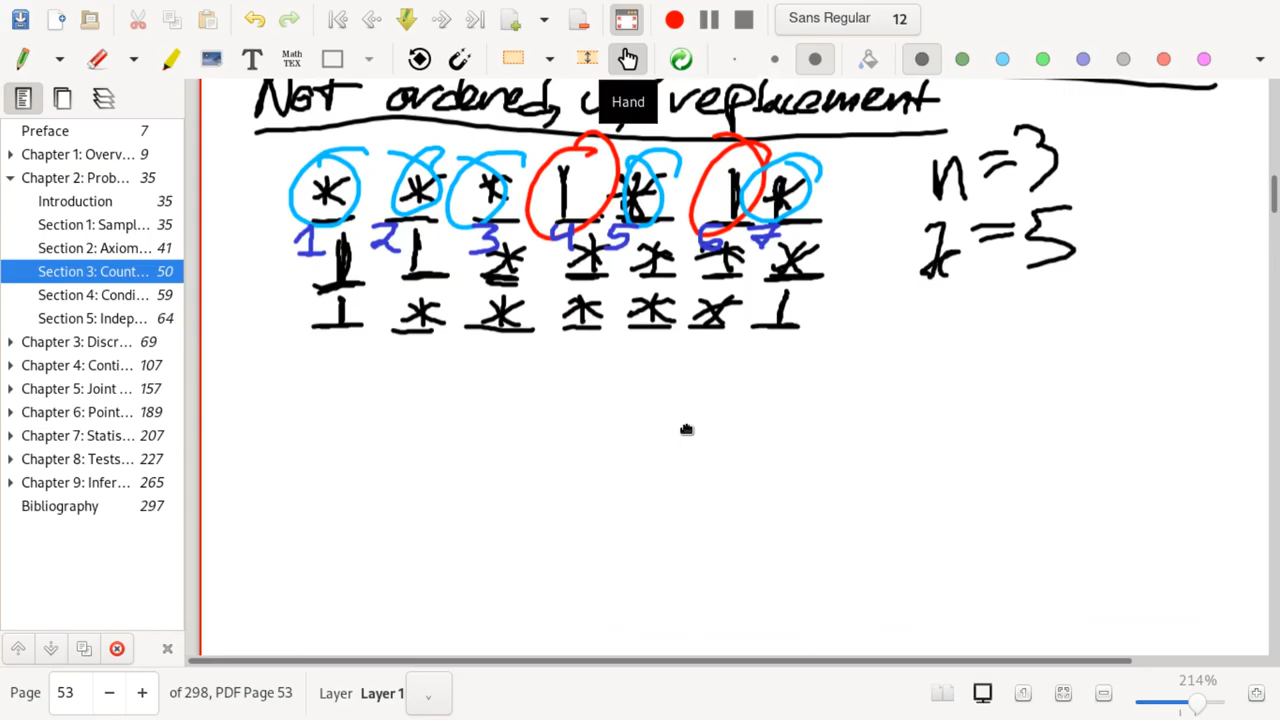 Sans Regular 12
Math TEX
Hand
Preface 7
Chapter 1: Overv... 9
Chapter 2: Prob... 35
Introduction 35
Section 1: Sampl... 35
Section 2: Axiom... 41
Section 3: Count... 50
Section 4: Condi... 59
Section 5: Indep... 64
Chapter 3: Discr... 69
Chapter 4: Conti... 107
Chapter 5: Joint ... 157
Chapter 6: Point... 189
Chapter 7: Statis... 207
Chapter 8: Tests... 227
Chapter 9: Infer... 265
Bibliography 297
Not ordered, replacement
* * * | * | *
1 2 3 4 5 6 7
| | * * * * *
| * * * * * |
n=3
=5
Page 53 of 298, PDF Page 53 Layer Layer 1 214%